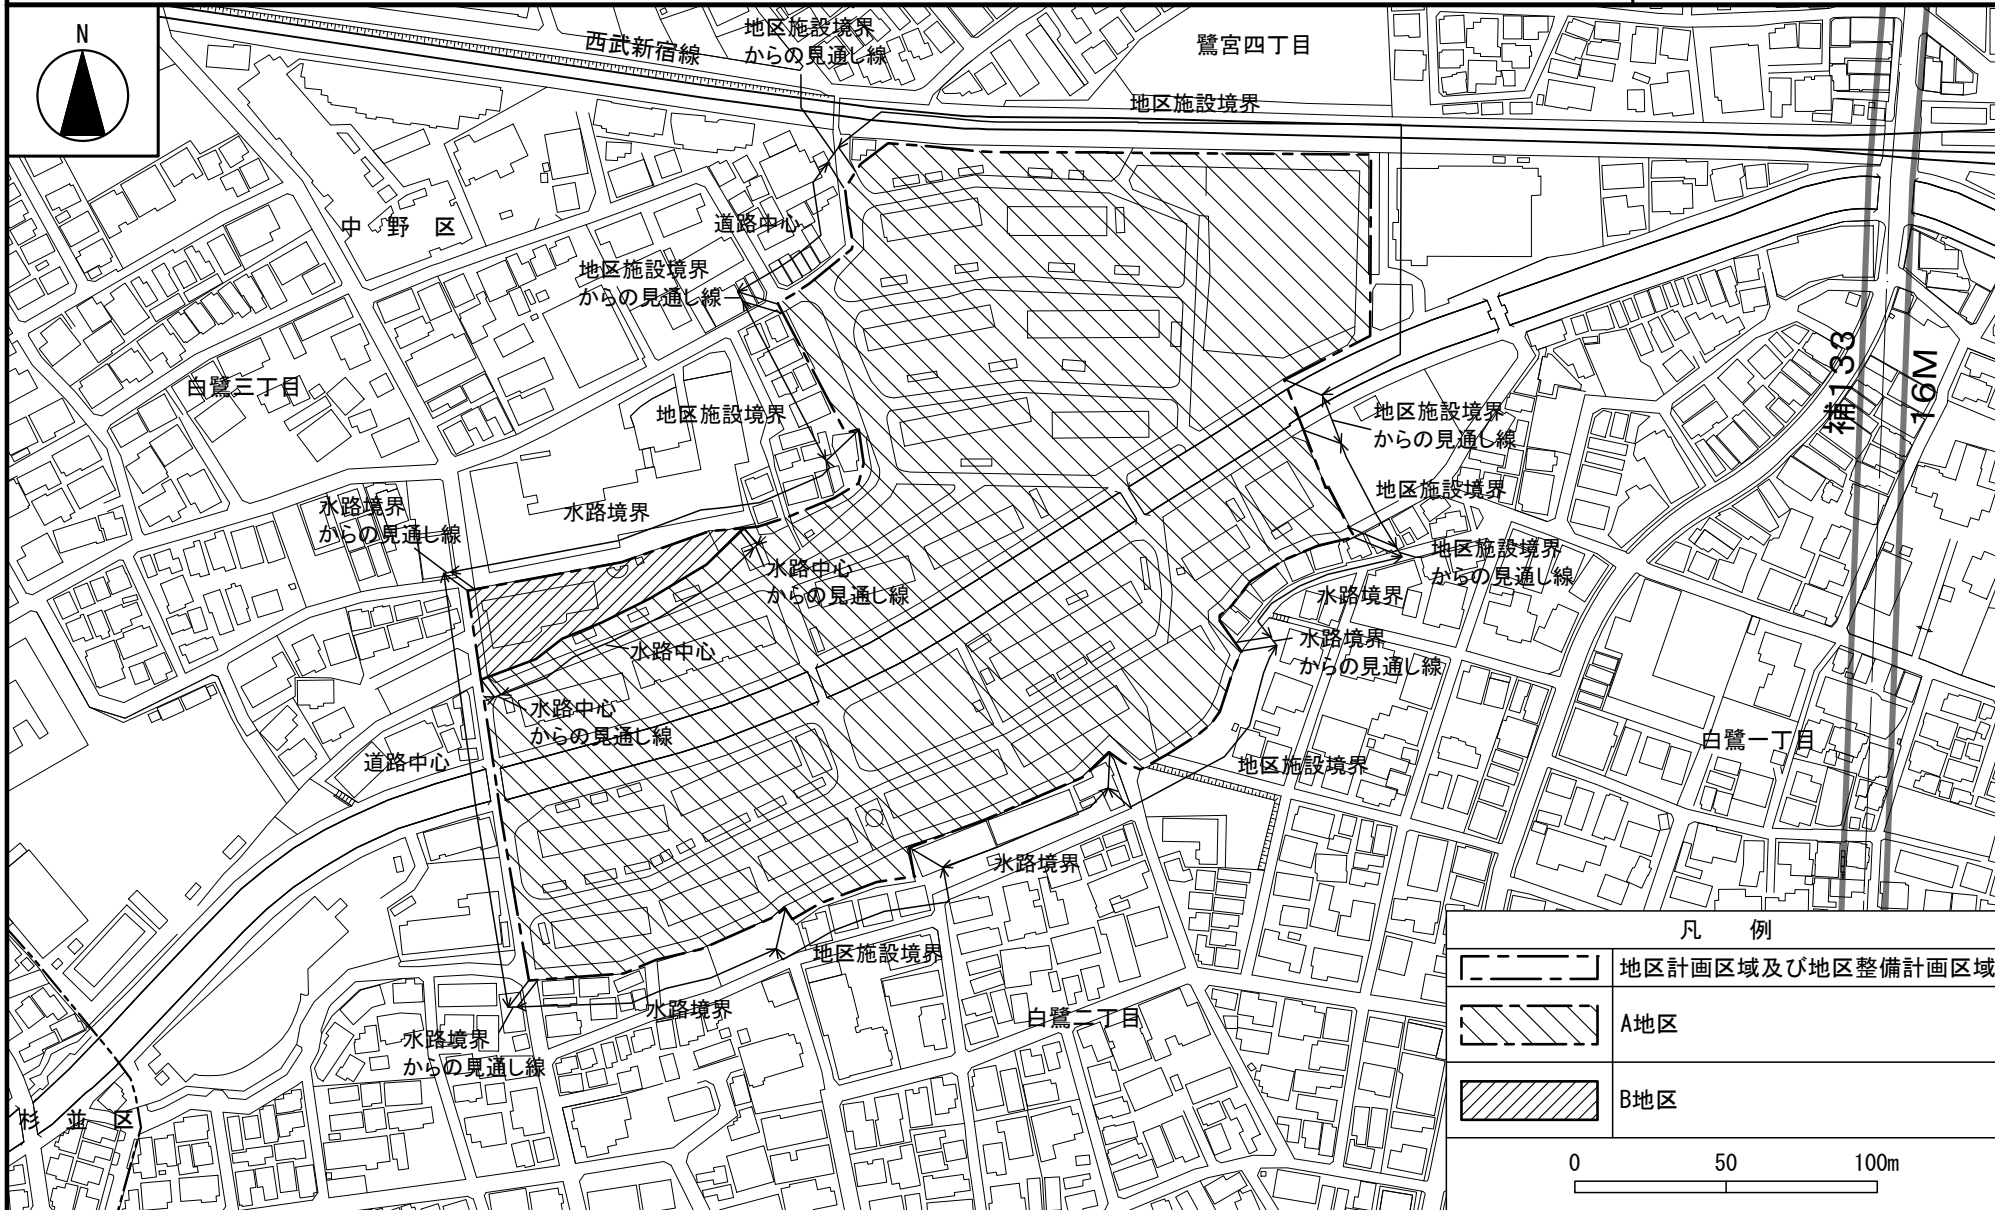 N
西武新宿線
地区施設境界
からの見通し線
鷺宮四丁目
地区施設境界
中野区
道路中心
地区施設境界
からの見通し線
白鷺三丁目
地区施設境界
補133
16M
地区施設境界
からの見通し線
地区施設境界
水路境界
からの見通し線
水路境界
地区施設境界
からの見通し線
水路中心
からの見通し線
水路境界
水路境界
からの見通し線
水路中心
水路中心
からの見通し線
道路中心
地区施設境界
白鷺一丁目
水路境界
地区施設境界
水路境界
白鷺二丁目
水路境界
からの見通し線
杉並区
凡例
地区計画区域及び地区整備計画区域
A地区
B地区
0 50 100m